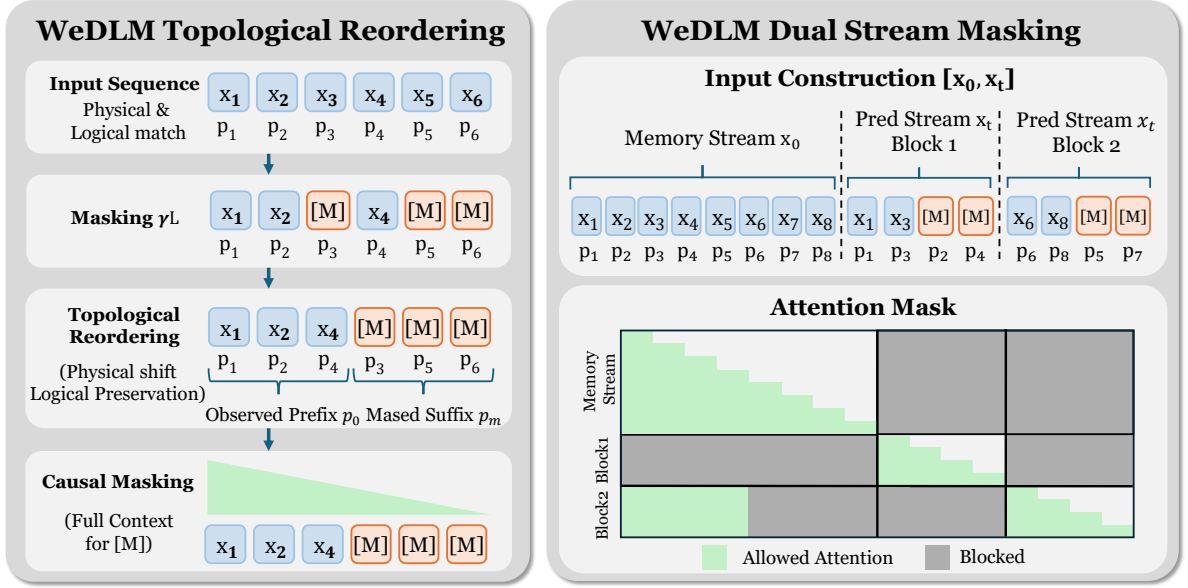 WeDLM Topological Reordering
Input Sequence
Physical &
Logical match
x₁ x₂ x₃ x₄ x₅ x₆
p₁ p₂ p₃ p₄ p₅ p₆
Masking γL
x₁ x₂ [M] x₄ [M] [M]
p₁ p₂ p₃ p₄ p₅ p₆
Topological
Reordering
(Physical shift
Logical Preservation)
x₁ x₂ x₄ [M] [M] [M]
p₁ p₂ p₄ p₃ p₅ p₆
Observed Prefix p₀ Mased Suffix pₘ
Causal Masking
(Full Context
for [M])
x₁ x₂ x₄ [M] [M] [M]
WeDLM Dual Stream Masking
Input Construction [x₀, xₜ]
Memory Stream x₀
Pred Stream xₜ
Block 1
Pred Stream xₜ
Block 2
x₁ x₂ x₃ x₄ x₅ x₆ x₇ x₈ x₁ x₃ [M] [M] x₆ x₈ [M] [M]
p₁ p₂ p₃ p₄ p₅ p₆ p₇ p₈ p₁ p₃ p₂ p₄ p₆ p₈ p₅ p₇
Attention Mask
Memory
Stream
Block1
Block2
Allowed Attention
Blocked